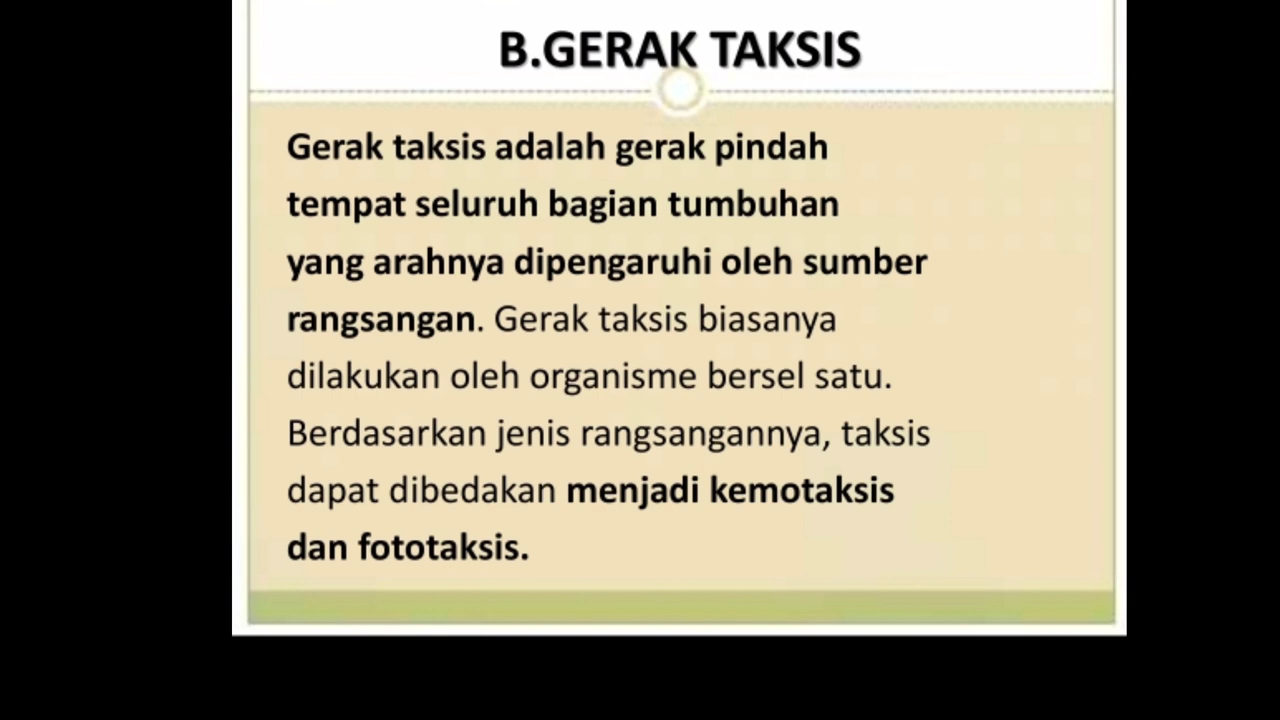 B.GERAK TAKSIS
Gerak taksis adalah gerak pindah
tempat seluruh bagian tumbuhan
yang arahnya dipengaruhi oleh sumber
rangsangan. Gerak taksis biasanya
dilakukan oleh organisme bersel satu.
Berdasarkan jenis rangsangannya, taksis
dapat dibedakan menjadi kemotaksis
dan fototaksis.